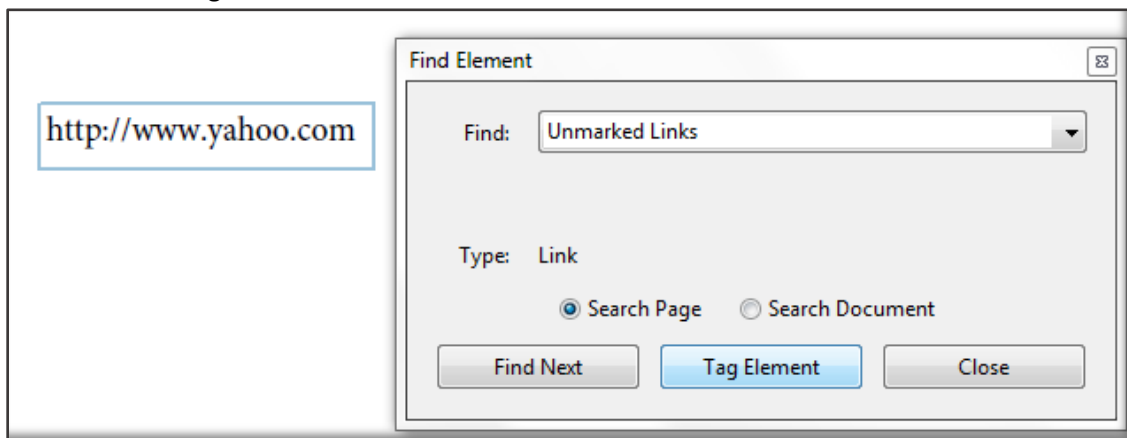 Find Element
http://www.yahoo.com
Find: Unmarked Links
Type: Link
Search Page Search Document
Find Next Tag Element Close